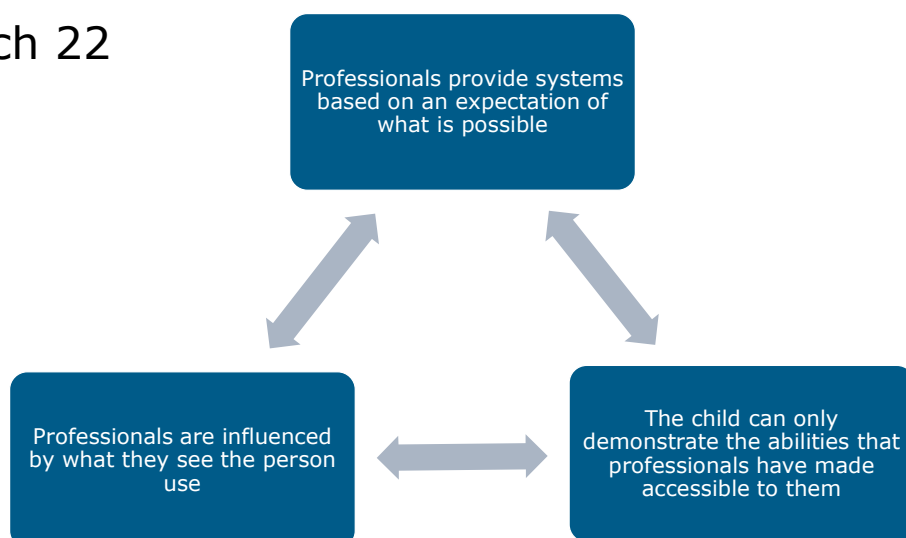 ch 22
Professionals provide systems
based on an expectation of
what is possible
Professionals are influenced
by what they see the person
use
The child can only
demonstrate the abilities that
professionals have made
accessible to them